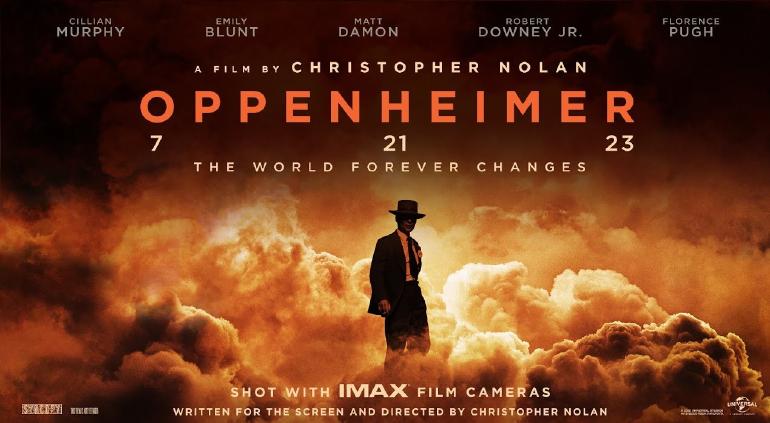 CILLIAN MURPHY
EMILY BLUNT
MATT DAMON
ROBERT DOWNEY JR.
FLORENCE PUGH
A FILM BY CHRISTOPHER NOLAN
OPPENHEIMER
7 21 23
THE WORLD FOREVER CHANGES
SHOT WITH IMAX FILM CAMERAS
WRITTEN FOR THE SCREEN AND DIRECTED BY CHRISTOPHER NOLAN
UNIVERSAL